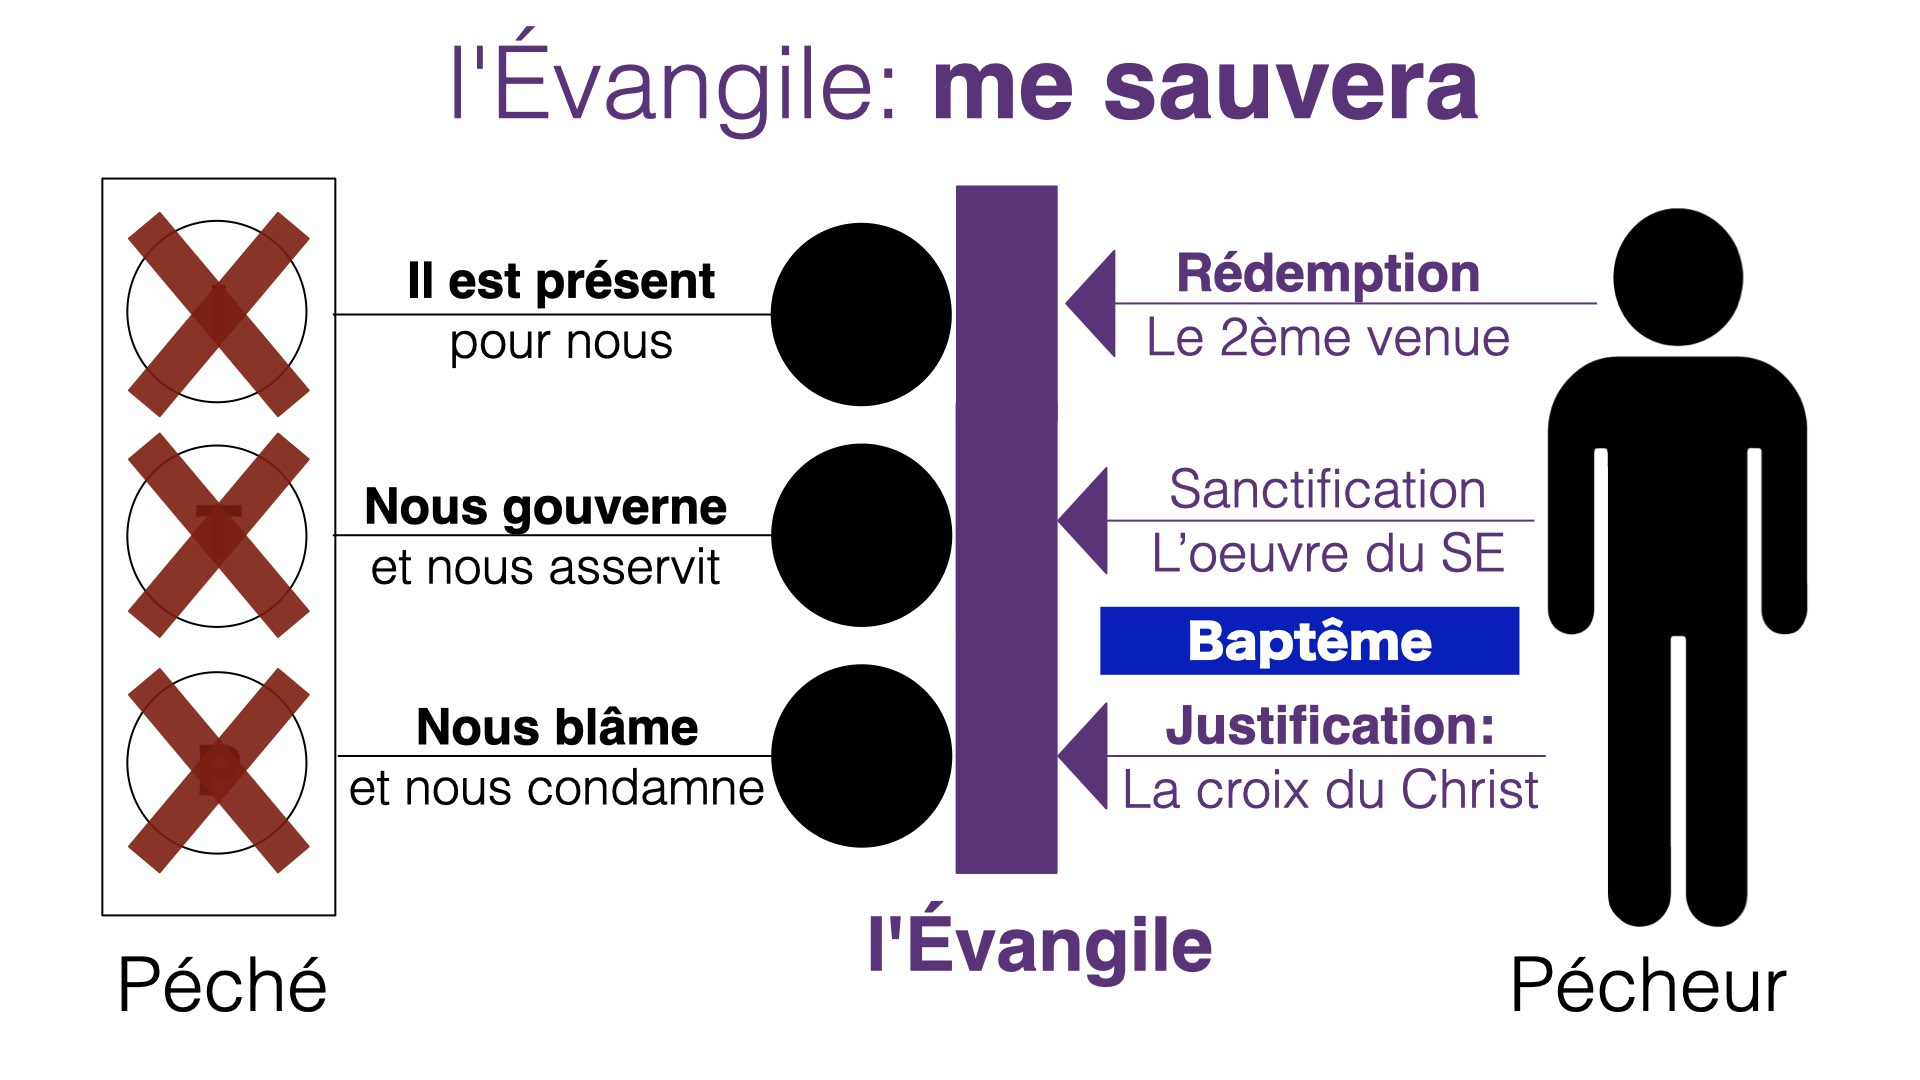 l'Évangile: me sauvera
Il est présent
pour nous
Rédemption
Le 2ème venue
T
Nous gouverne
et nous asservit
Sanctification
L’oeuvre du SE
Baptême
Nous blâme
et nous condamne
Justification:
La croix du Christ
l'Évangile
Péché
Pécheur